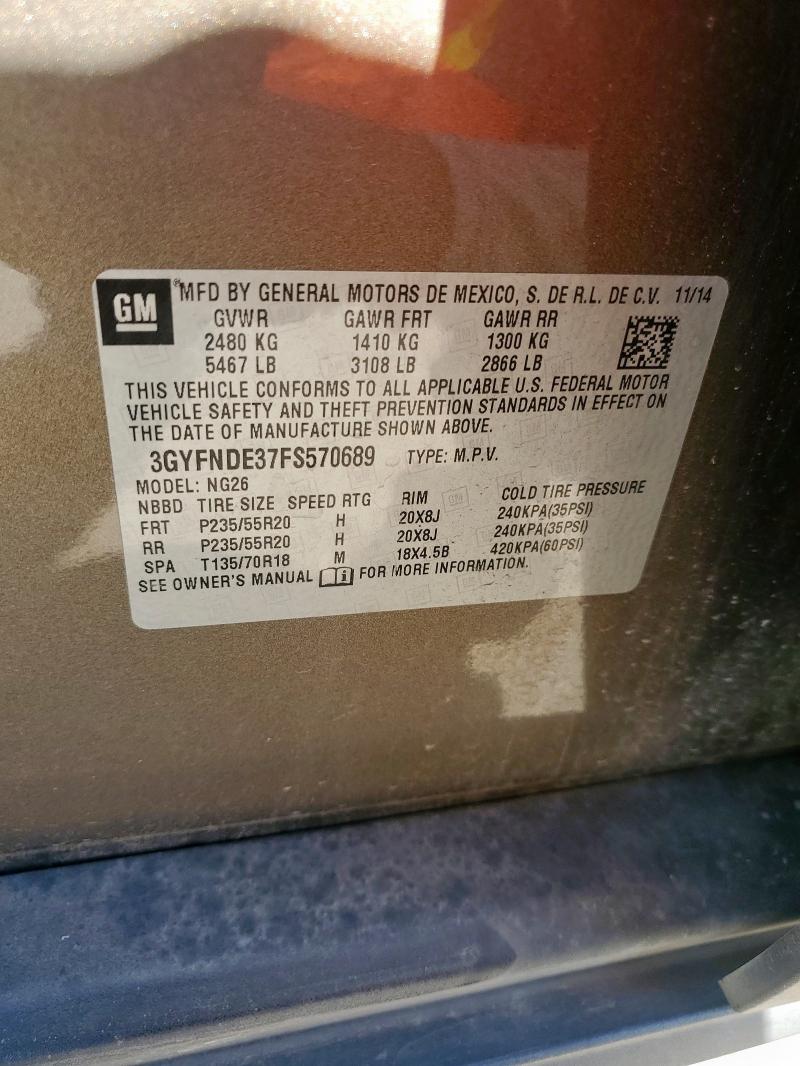 GM
® MFD BY GENERAL MOTORS DE MEXICO, S. DE R.L. DE C.V. 11/14
GVWR GAWR FRT GAWR RR
2480 KG 1410 KG 1300 KG
5467 LB 3108 LB 2866 LB
THIS VEHICLE CONFORMS TO ALL APPLICABLE U.S. FEDERAL MOTOR
VEHICLE SAFETY AND THEFT PREVENTION STANDARDS IN EFFECT ON
THE DATE OF MANUFACTURE SHOWN ABOVE.
3GYFNDE37FS570689 TYPE: M.P.V.
MODEL: NG26
NBBD TIRE SIZE SPEED RTG RIM COLD TIRE PRESSURE
FRT P235/55R20 H 20X8J 240KPA(35PSI)
RR P235/55R20 H 20X8J 240KPA(35PSI)
SPA T135/70R18 M 18X4.5B 420KPA(60PSI)
SEE OWNER'S MANUAL FOR MORE INFORMATION.